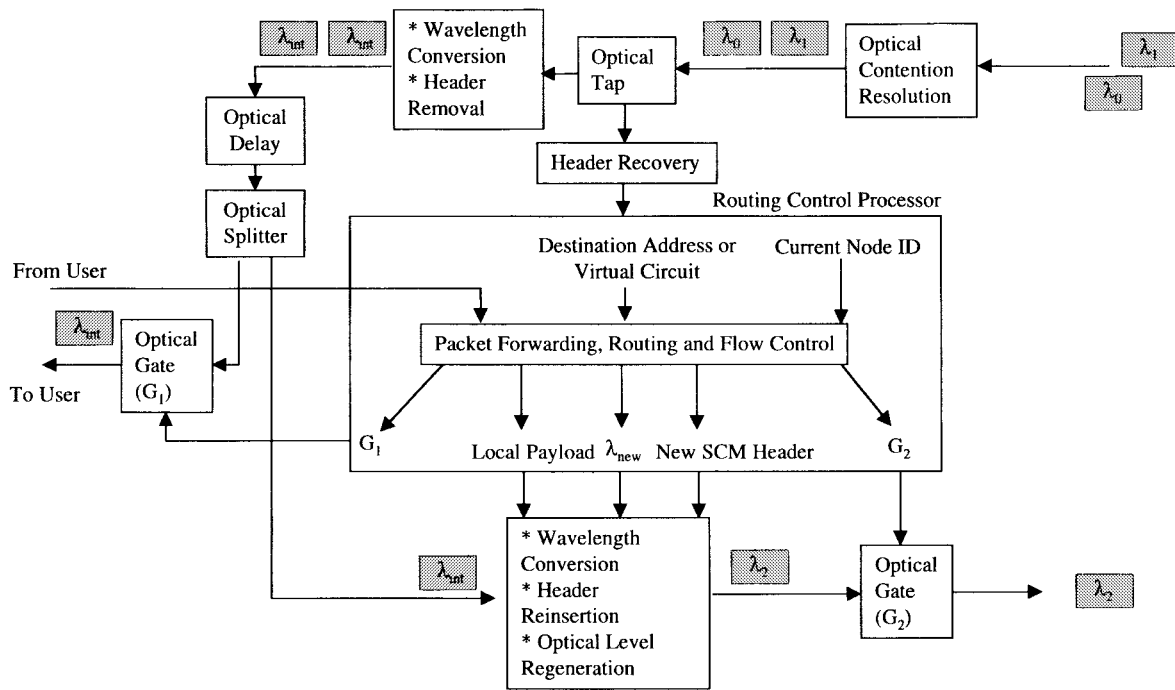 λint λint
* Wavelength
Conversion
* Header
Removal
Optical
Tap
λ0 λ1
Optical
Contention
Resolution
λ1
λ0
Optical
Delay
Header Recovery
Optical
Splitter
Routing Control Processor
Destination Address or
Virtual Circuit
Current Node ID
From User
λint
Optical
Gate
(G1)
To User
Packet Forwarding, Routing and Flow Control
G1
Local Payload λnew New SCM Header
G2
λint
* Wavelength
Conversion
* Header
Reinsertion
* Optical Level
Regeneration
λ2
Optical
Gate
(G2)
λ2